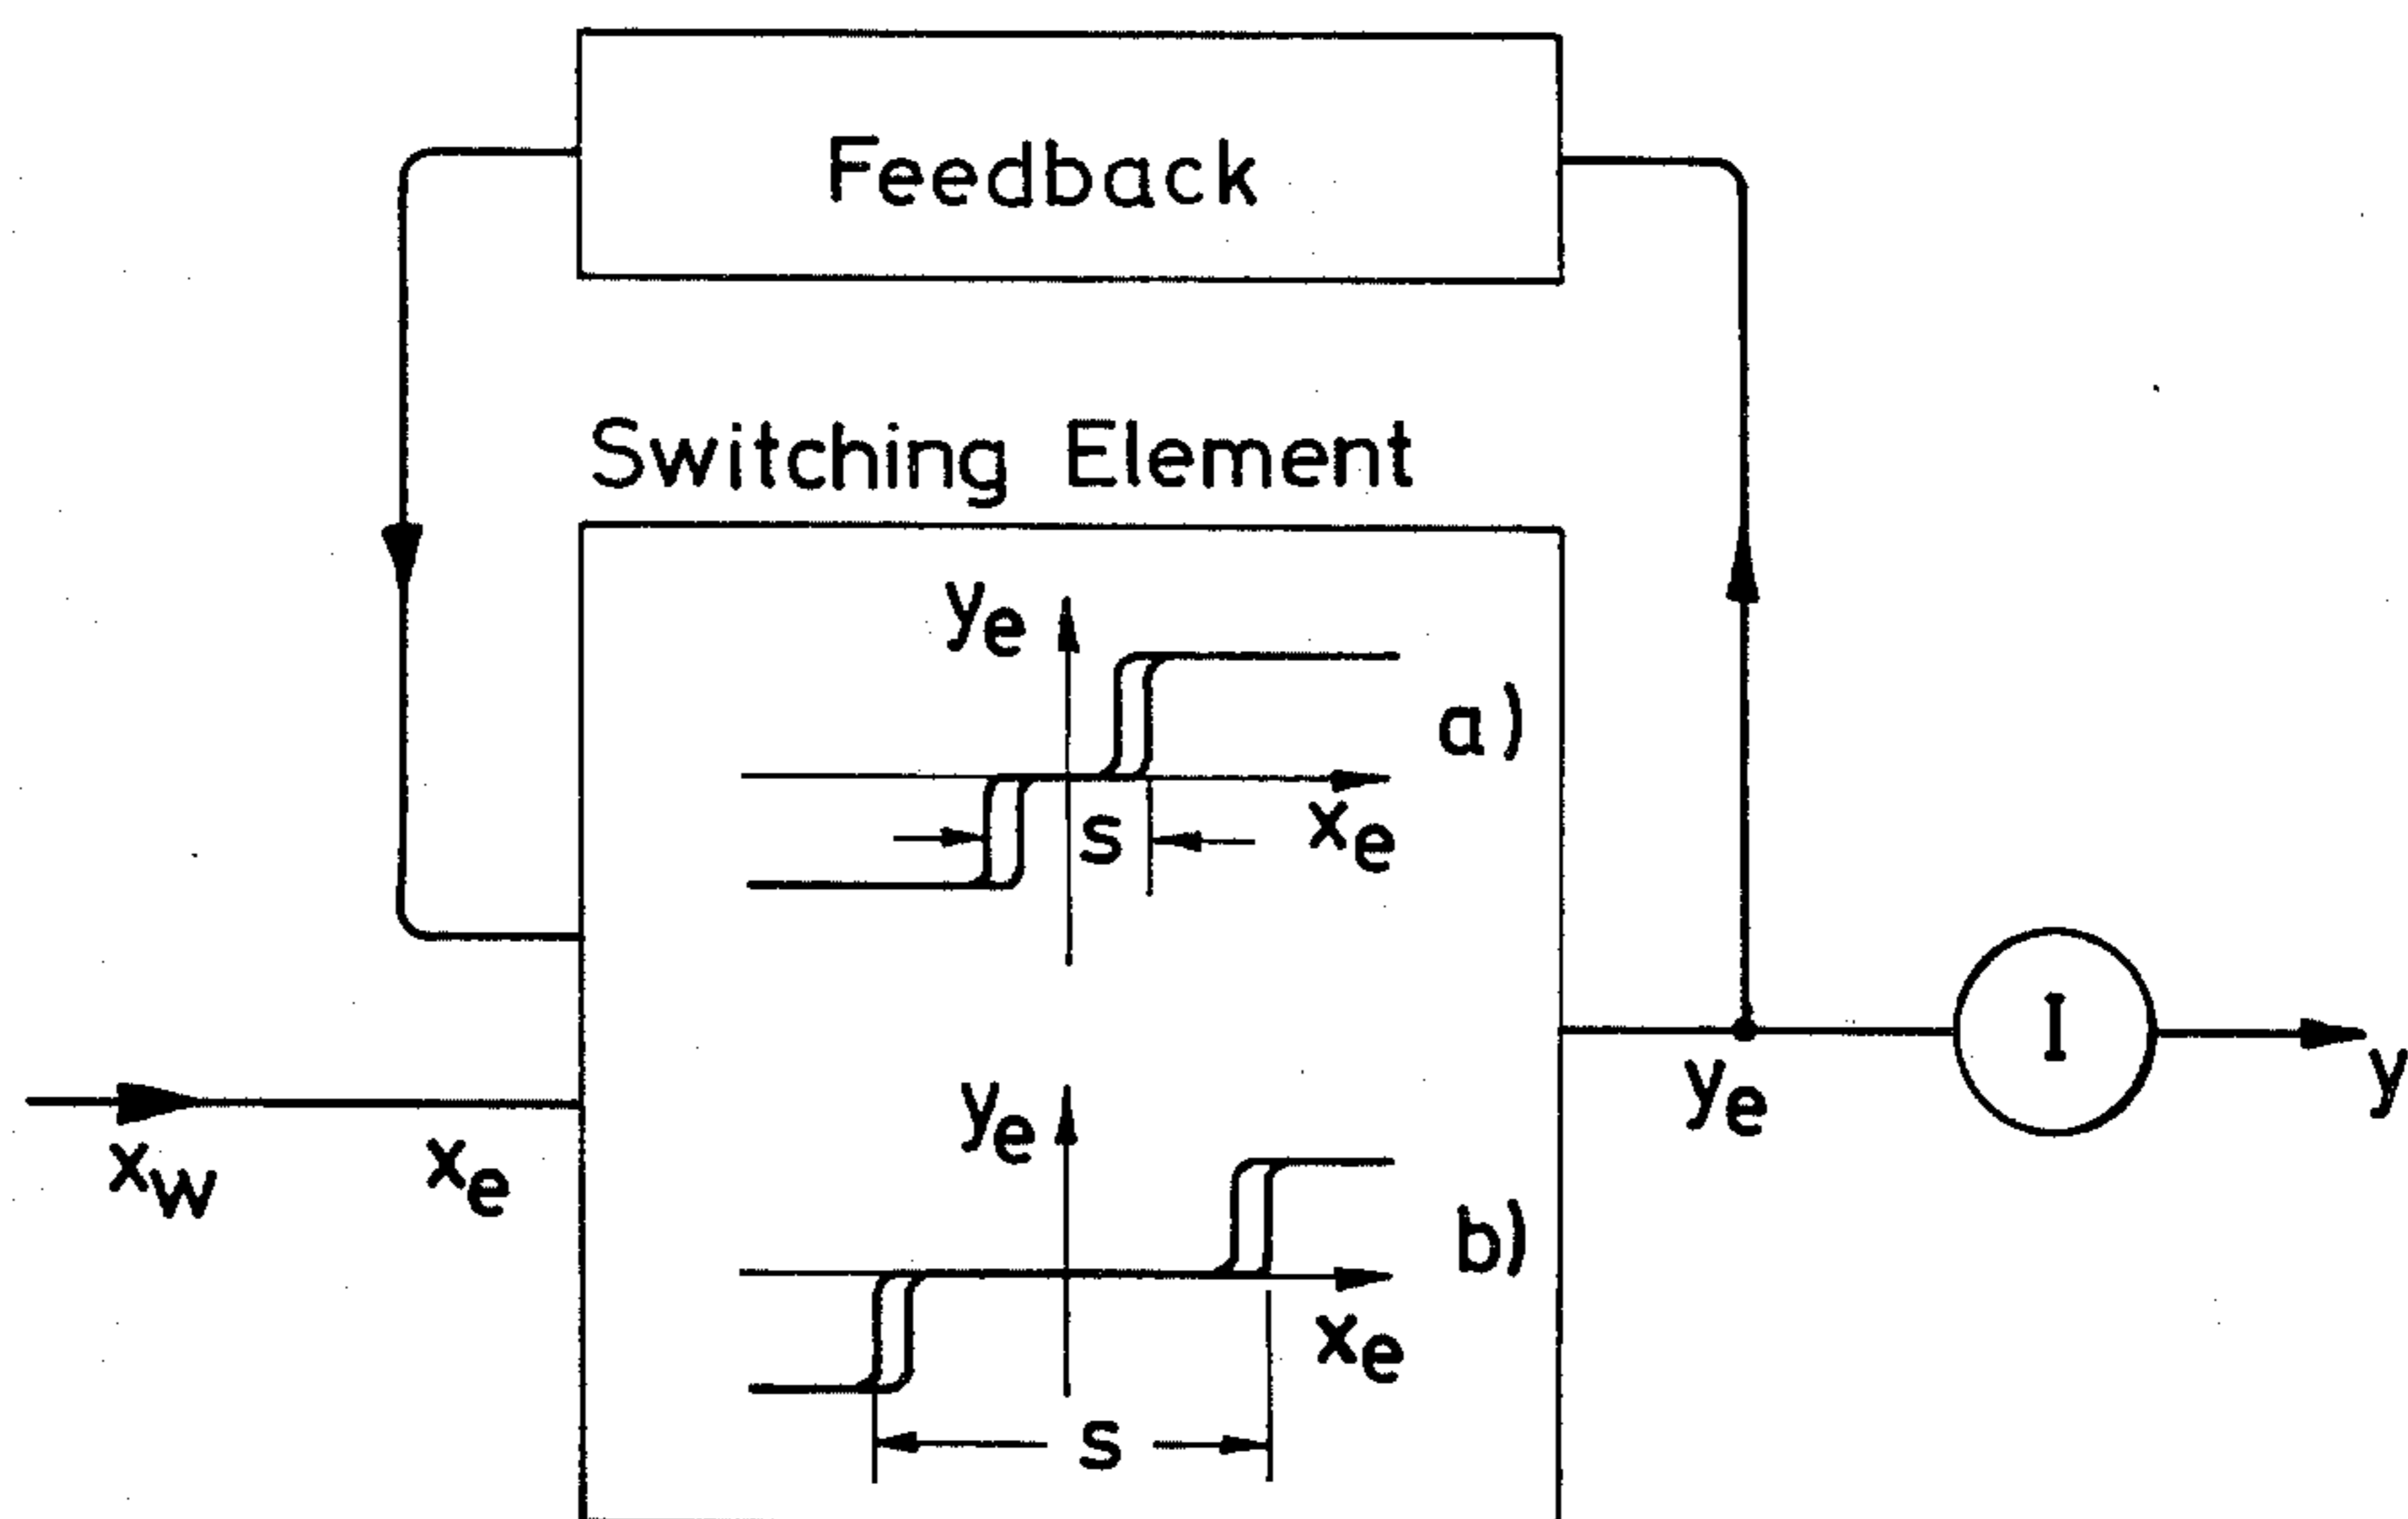 Feedback
Switching Element
ye
a)
s
xe
I
ye
y
xw
xe
ye
b)
xe
s